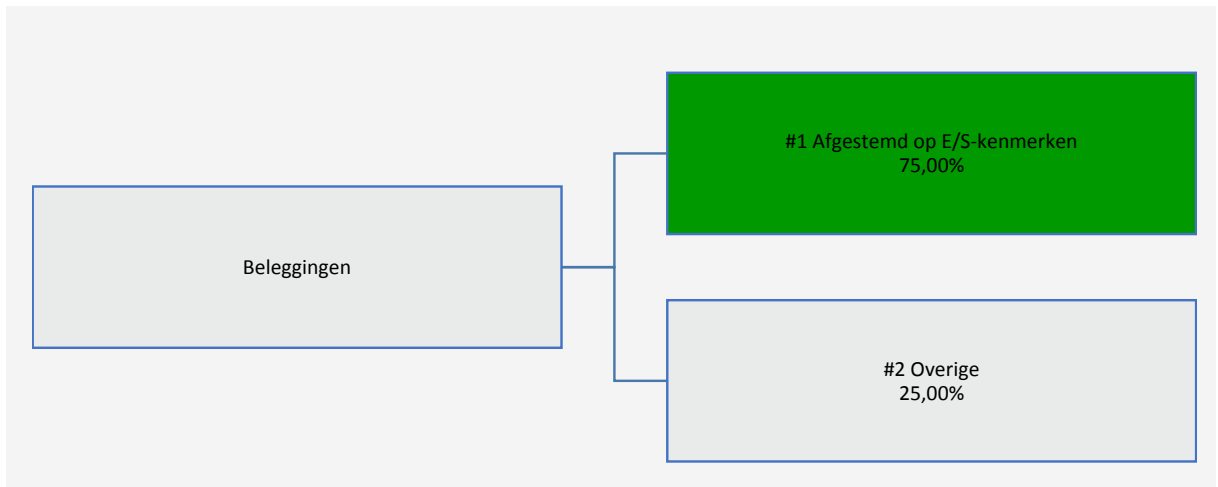 #1 Afgestemd op E/S-kenmerken
75,00%
Beleggingen
#2 Overige
25,00%